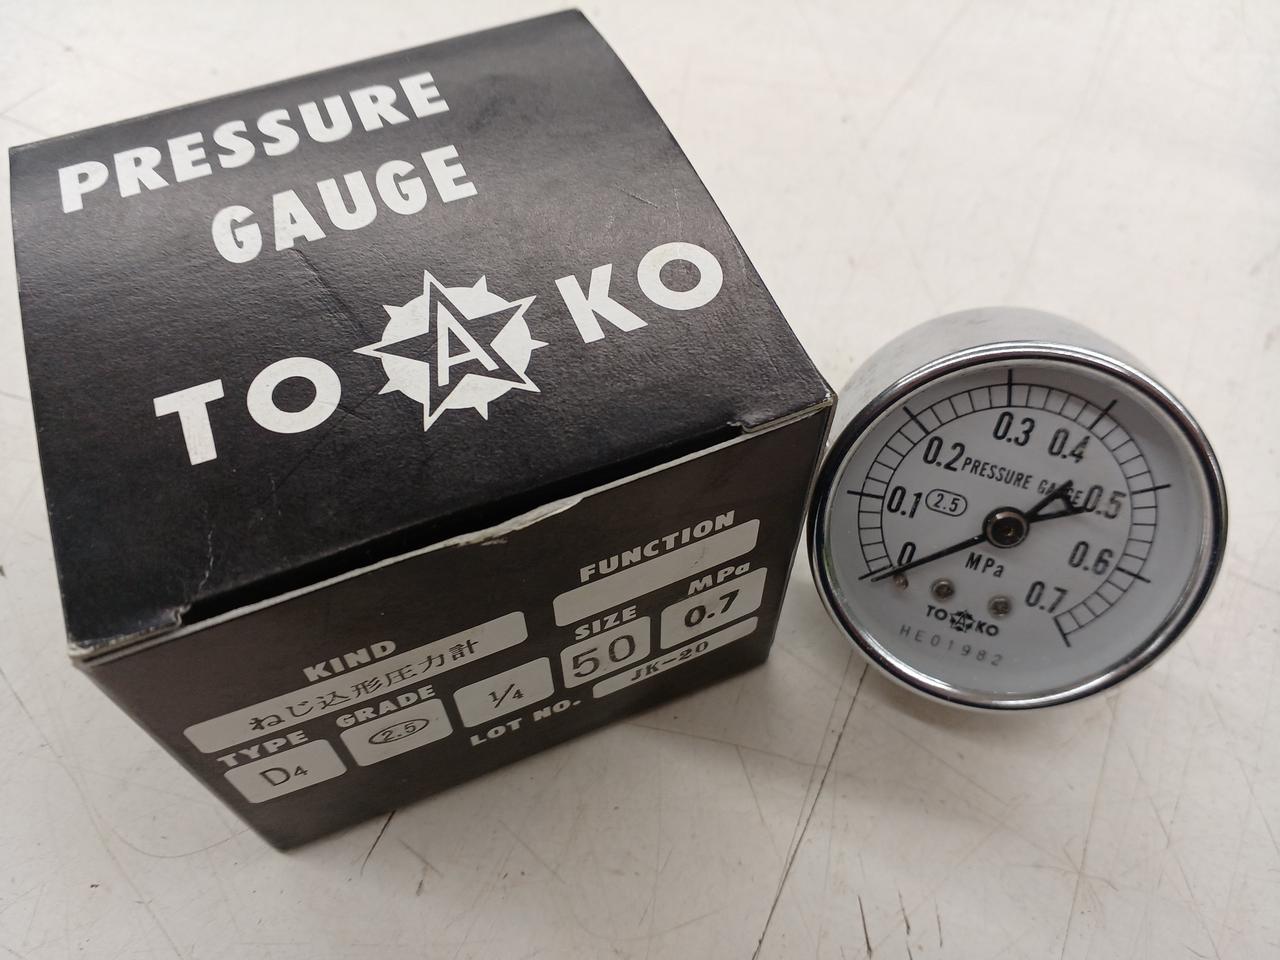 PRESSURE
GAUGE
TO A KO
KIND
ねじ込形圧力計
FUNCTION
TYPE
D4
GRADE
2.5
1/4
SIZE
50
MPa
0.7
LOT NO.
JK-20
0
0.1
0.2
0.3
0.4
0.5
0.6
0.7
PRESSURE GAUGE
2.5
MPa
TO A KO
HE01982